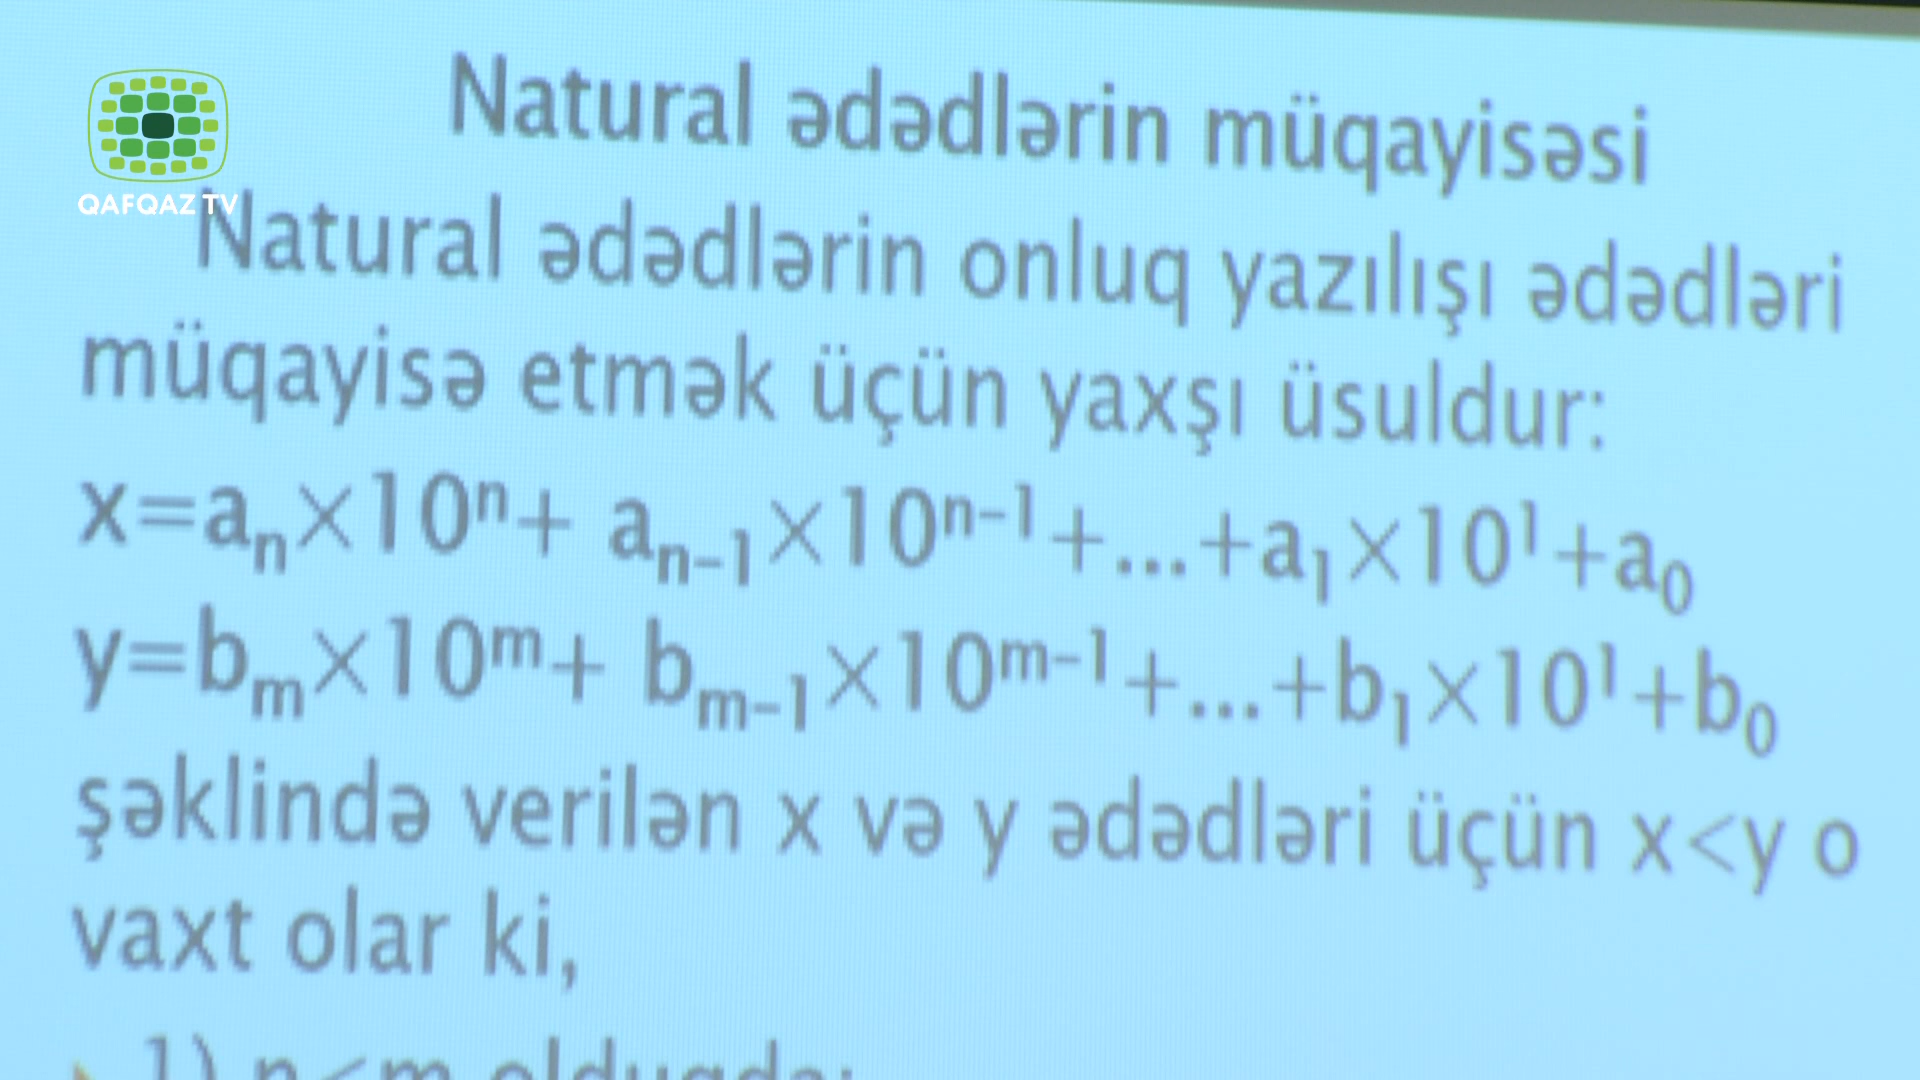 QAFQAZ TV
Natural ədədlərin müqayisəsi
Natural ədədlərin onluq yazılışı ədədləri
müqayisə etmək üçün yaxşı üsuldur:
x=aₙ×10ⁿ+ aₙ₋₁×10ⁿ⁻¹+...+a₁×10¹+a₀
y=bₘ×10ᵐ+ bₘ₋₁×10ᵐ⁻¹+...+b₁×10¹+b₀
şəklində verilən x və y ədədləri üçün x<y o
vaxt olar ki,
1) n<m olduqda;